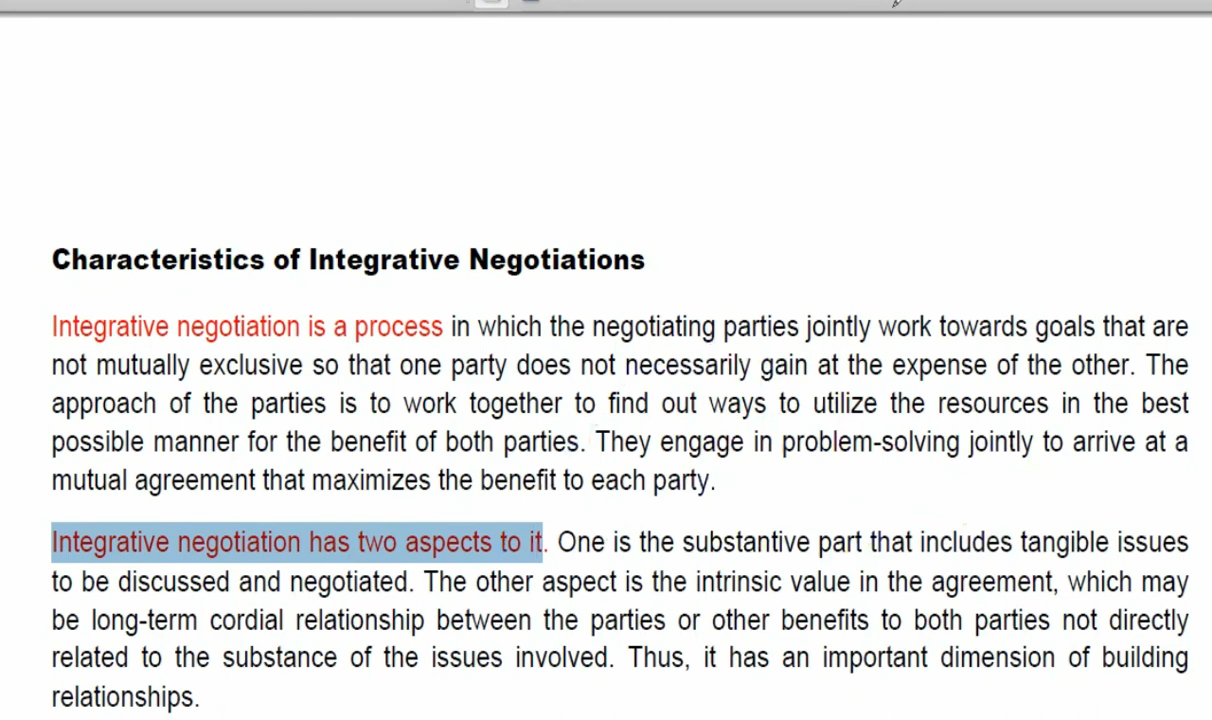 Characteristics of Integrative Negotiations
Integrative negotiation is a process in which the negotiating parties jointly work towards goals that are
not mutually exclusive so that one party does not necessarily gain at the expense of the other. The
approach of the parties is to work together to find out ways to utilize the resources in the best
possible manner for the benefit of both parties. They engage in problem-solving jointly to arrive at a
mutual agreement that maximizes the benefit to each party.
Integrative negotiation has two aspects to it. One is the substantive part that includes tangible issues
to be discussed and negotiated. The other aspect is the intrinsic value in the agreement, which may
be long-term cordial relationship between the parties or other benefits to both parties not directly
related to the substance of the issues involved. Thus, it has an important dimension of building
relationships.